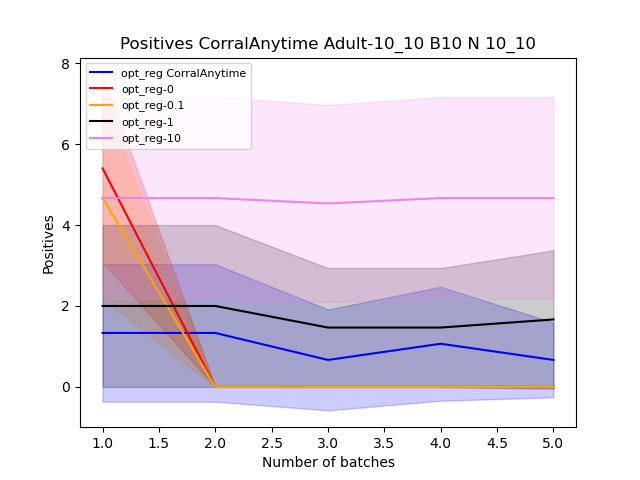 Positives CorralAnytime Adult-10_10 B10 N 10_10
opt_reg CorralAnytime
opt_reg-0
opt_reg-0.1
opt_reg-1
opt_reg-10
8
6
4
2
0
Positives
1.0 1.5 2.0 2.5 3.0 3.5 4.0 4.5 5.0
Number of batches